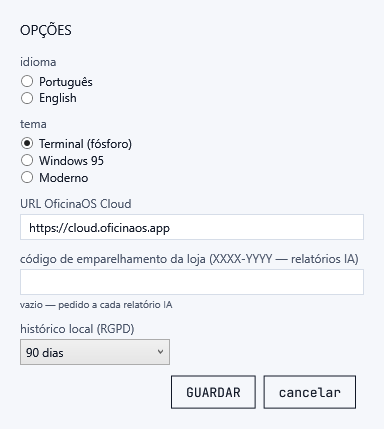 OPÇÕES
idioma
Português
English
tema
Terminal (fósforo)
Windows 95
Moderno
URL OficinaOS Cloud
https://cloud.oficinaos.app
código de emparelhamento da loja (XXXX-YYYY — relatórios IA)
vazio — pedido a cada relatório IA
histórico local (RGPD)
90 dias
GUARDAR cancelar